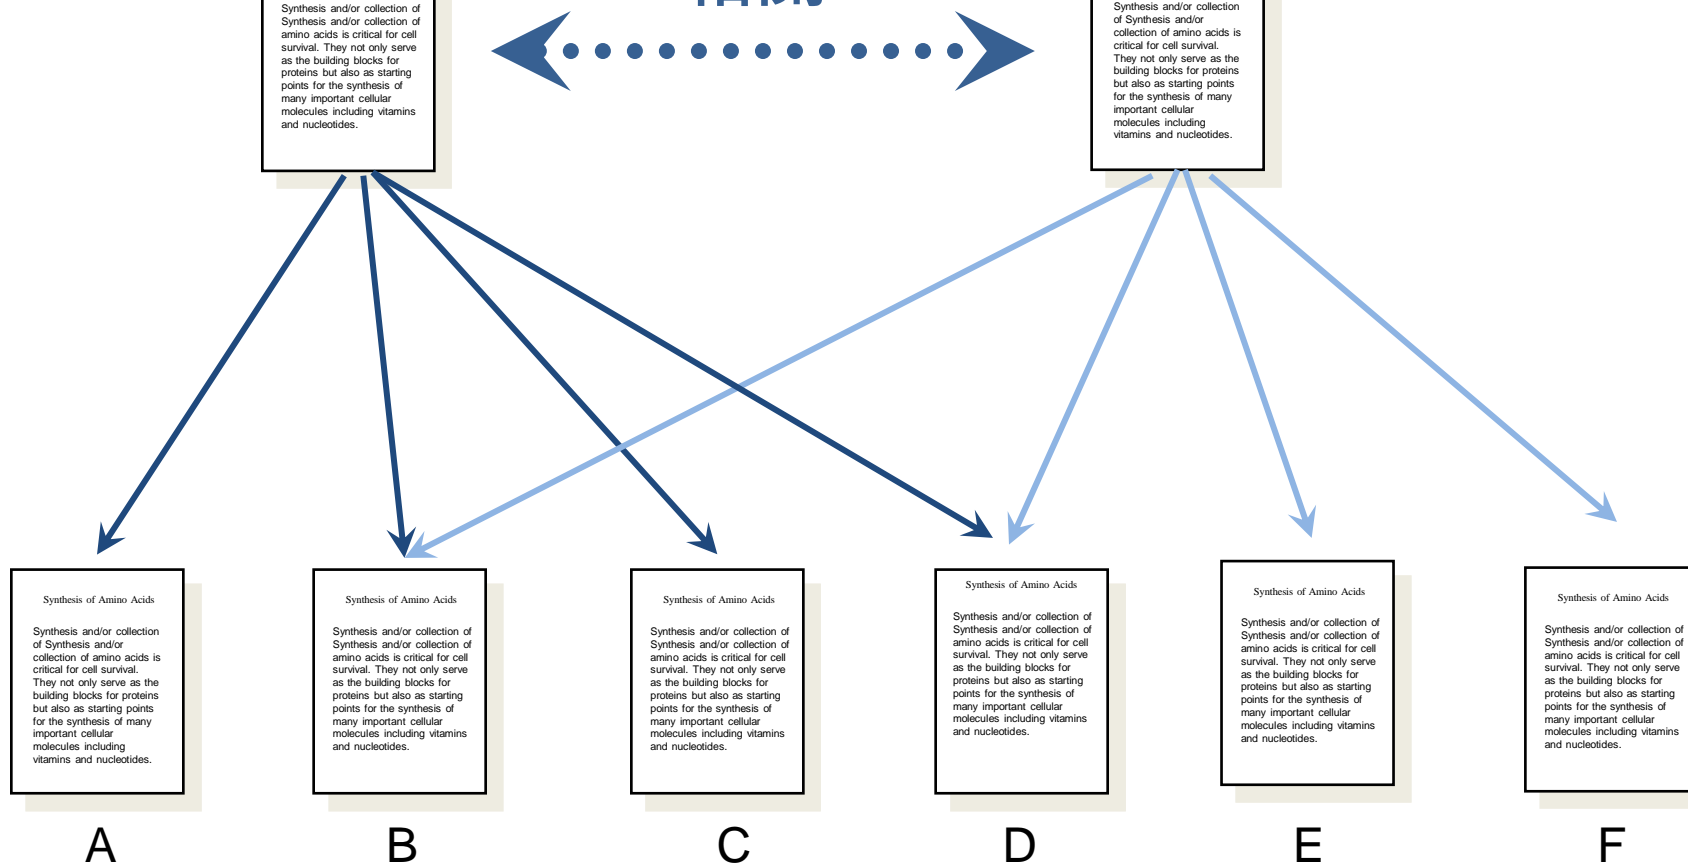 Synthesis and/or collection of
Synthesis and/or collection of
amino acids is critical for cell
survival. They not only serve
as the building blocks for
proteins but also as starting
points for the synthesis of
many important cellular
molecules including vitamins
and nucleotides.
Synthesis and/or collection
of Synthesis and/or
collection of amino acids is
critical for cell survival.
They not only serve as the
building blocks for proteins
but also as starting points
for the synthesis of many
important cellular
molecules including
vitamins and nucleotides.
Synthesis of Amino Acids
Synthesis and/or collection
of Synthesis and/or
collection of amino acids is
critical for cell survival.
They not only serve as the
building blocks for proteins
but also as starting points
for the synthesis of many
important cellular
molecules including
vitamins and nucleotides.
A
Synthesis of Amino Acids
Synthesis and/or collection of
Synthesis and/or collection of
amino acids is critical for cell
survival. They not only serve
as the building blocks for
proteins but also as starting
points for the synthesis of
many important cellular
molecules including vitamins
and nucleotides.
B
Synthesis of Amino Acids
Synthesis and/or collection of
Synthesis and/or collection of
amino acids is critical for cell
survival. They not only serve
as the building blocks for
proteins but also as starting
points for the synthesis of
many important cellular
molecules including vitamins
and nucleotides.
C
Synthesis of Amino Acids
Synthesis and/or collection of
Synthesis and/or collection of
amino acids is critical for cell
survival. They not only serve
as the building blocks for
proteins but also as starting
points for the synthesis of
many important cellular
molecules including vitamins
and nucleotides.
D
Synthesis of Amino Acids
Synthesis and/or collection of
Synthesis and/or collection of
amino acids is critical for cell
survival. They not only serve
as the building blocks for
proteins but also as starting
points for the synthesis of
many important cellular
molecules including vitamins
and nucleotides.
E
Synthesis of Amino Acids
Synthesis and/or collection of
Synthesis and/or collection of
amino acids is critical for cell
survival. They not only serve
as the building blocks for
proteins but also as starting
points for the synthesis of
many important cellular
molecules including vitamins
and nucleotides.
F